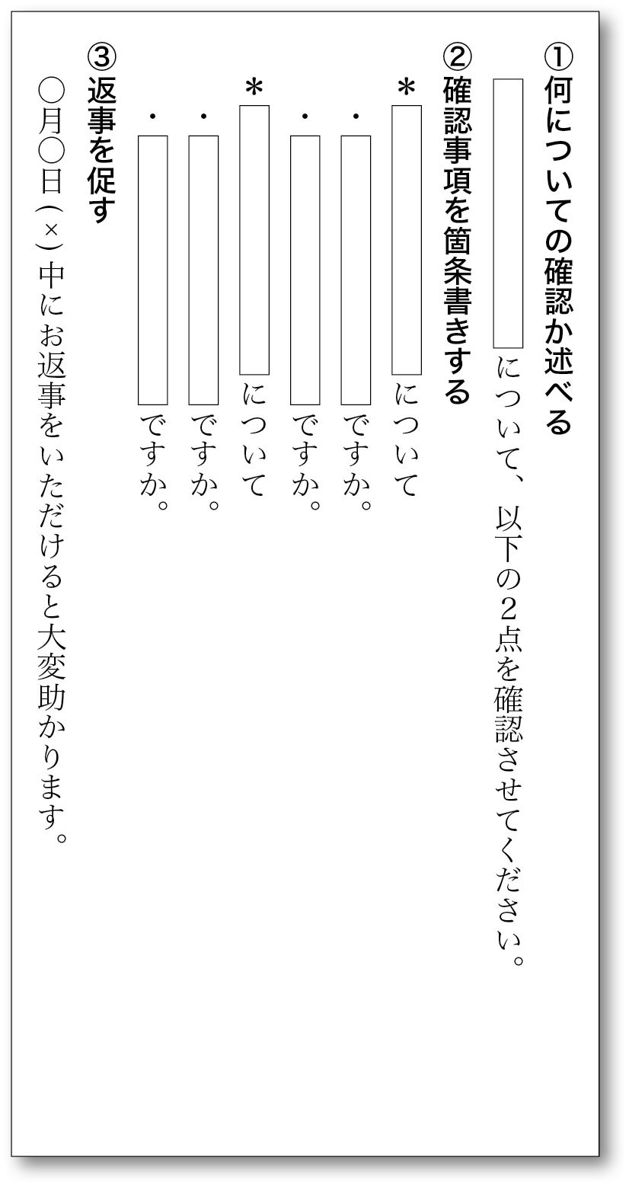 ①何についての確認か述べる
について、以下の2点を確認させてください。
②確認事項を箇条書きする
＊ について
・ ですか。
・ ですか。
＊ について
・ ですか。
・ ですか。
③返事を促す
○月○日(×)中にお返事をいただけると大変助かります。